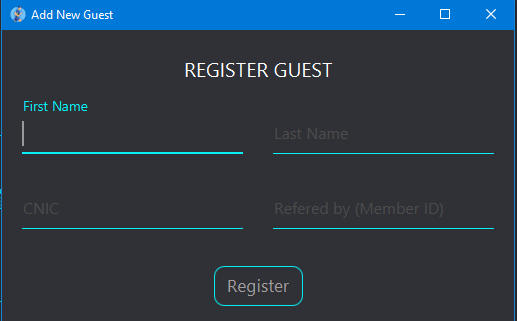 Add New Guest
REGISTER GUEST
First Name
Last Name
CNIC
Refered by (Member ID)
Register